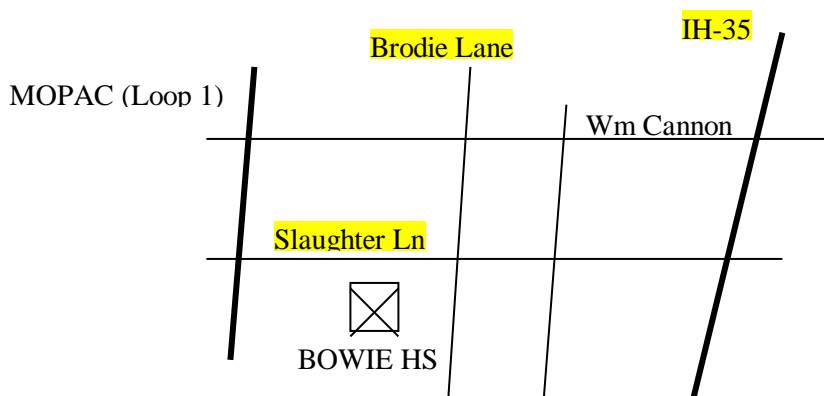 IH-35
Brodie Lane
MOPAC (Loop 1)
Wm Cannon
Slaughter Ln
BOWIE HS